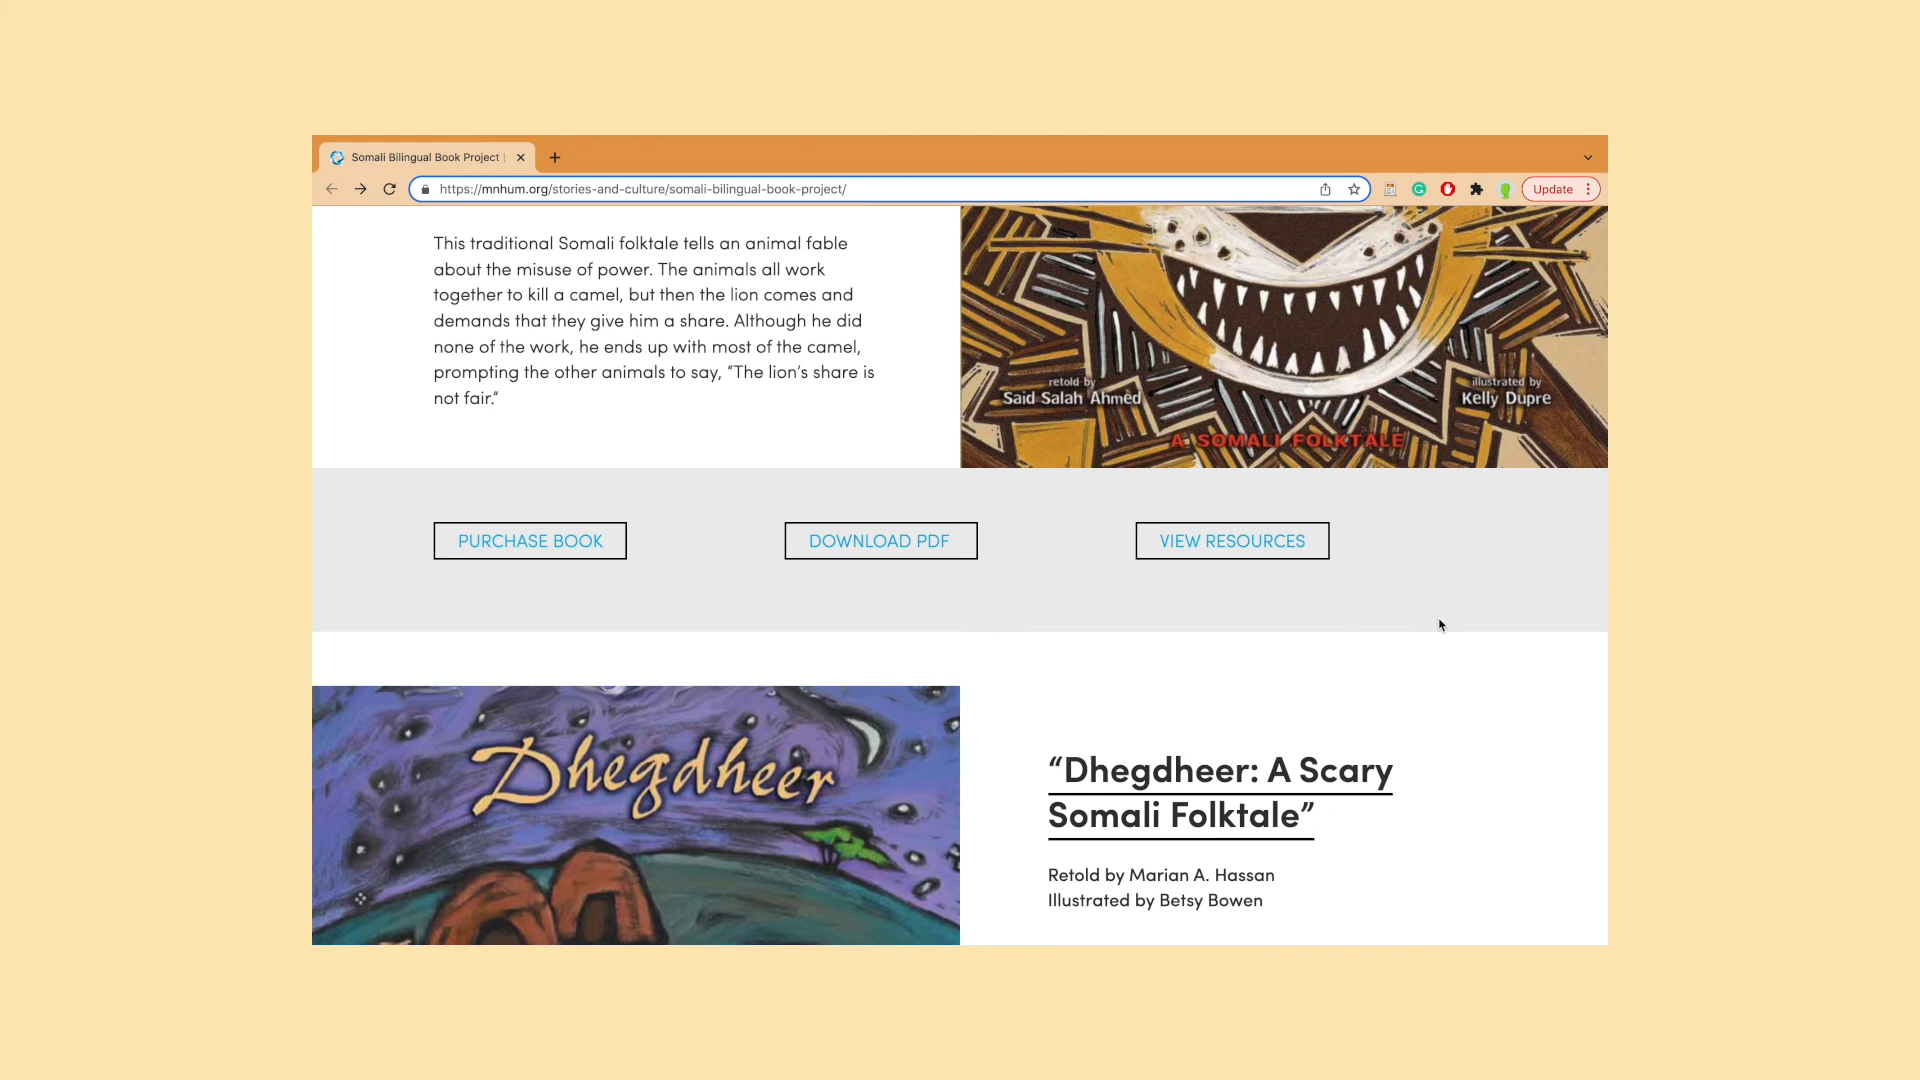 Somali Bilingual Book Project |
https://mnhum.org/stories-and-culture/somali-bilingual-book-project/
Update
This traditional Somali folktale tells an animal fable
about the misuse of power. The animals all work
together to kill a camel, but then the lion comes and
demands that they give him a share. Although he did
none of the work, he ends up with most of the camel,
prompting the other animals to say, “The lion’s share is
not fair.”
retold by
Said Salah Ahmed
illustrated by
Kelly Dupre
A SOMALI FOLKTALE
PURCHASE BOOK
DOWNLOAD PDF
VIEW RESOURCES
Dhegdheer
“Dhegdheer: A Scary
Somali Folktale”
Retold by Marian A. Hassan
Illustrated by Betsy Bowen